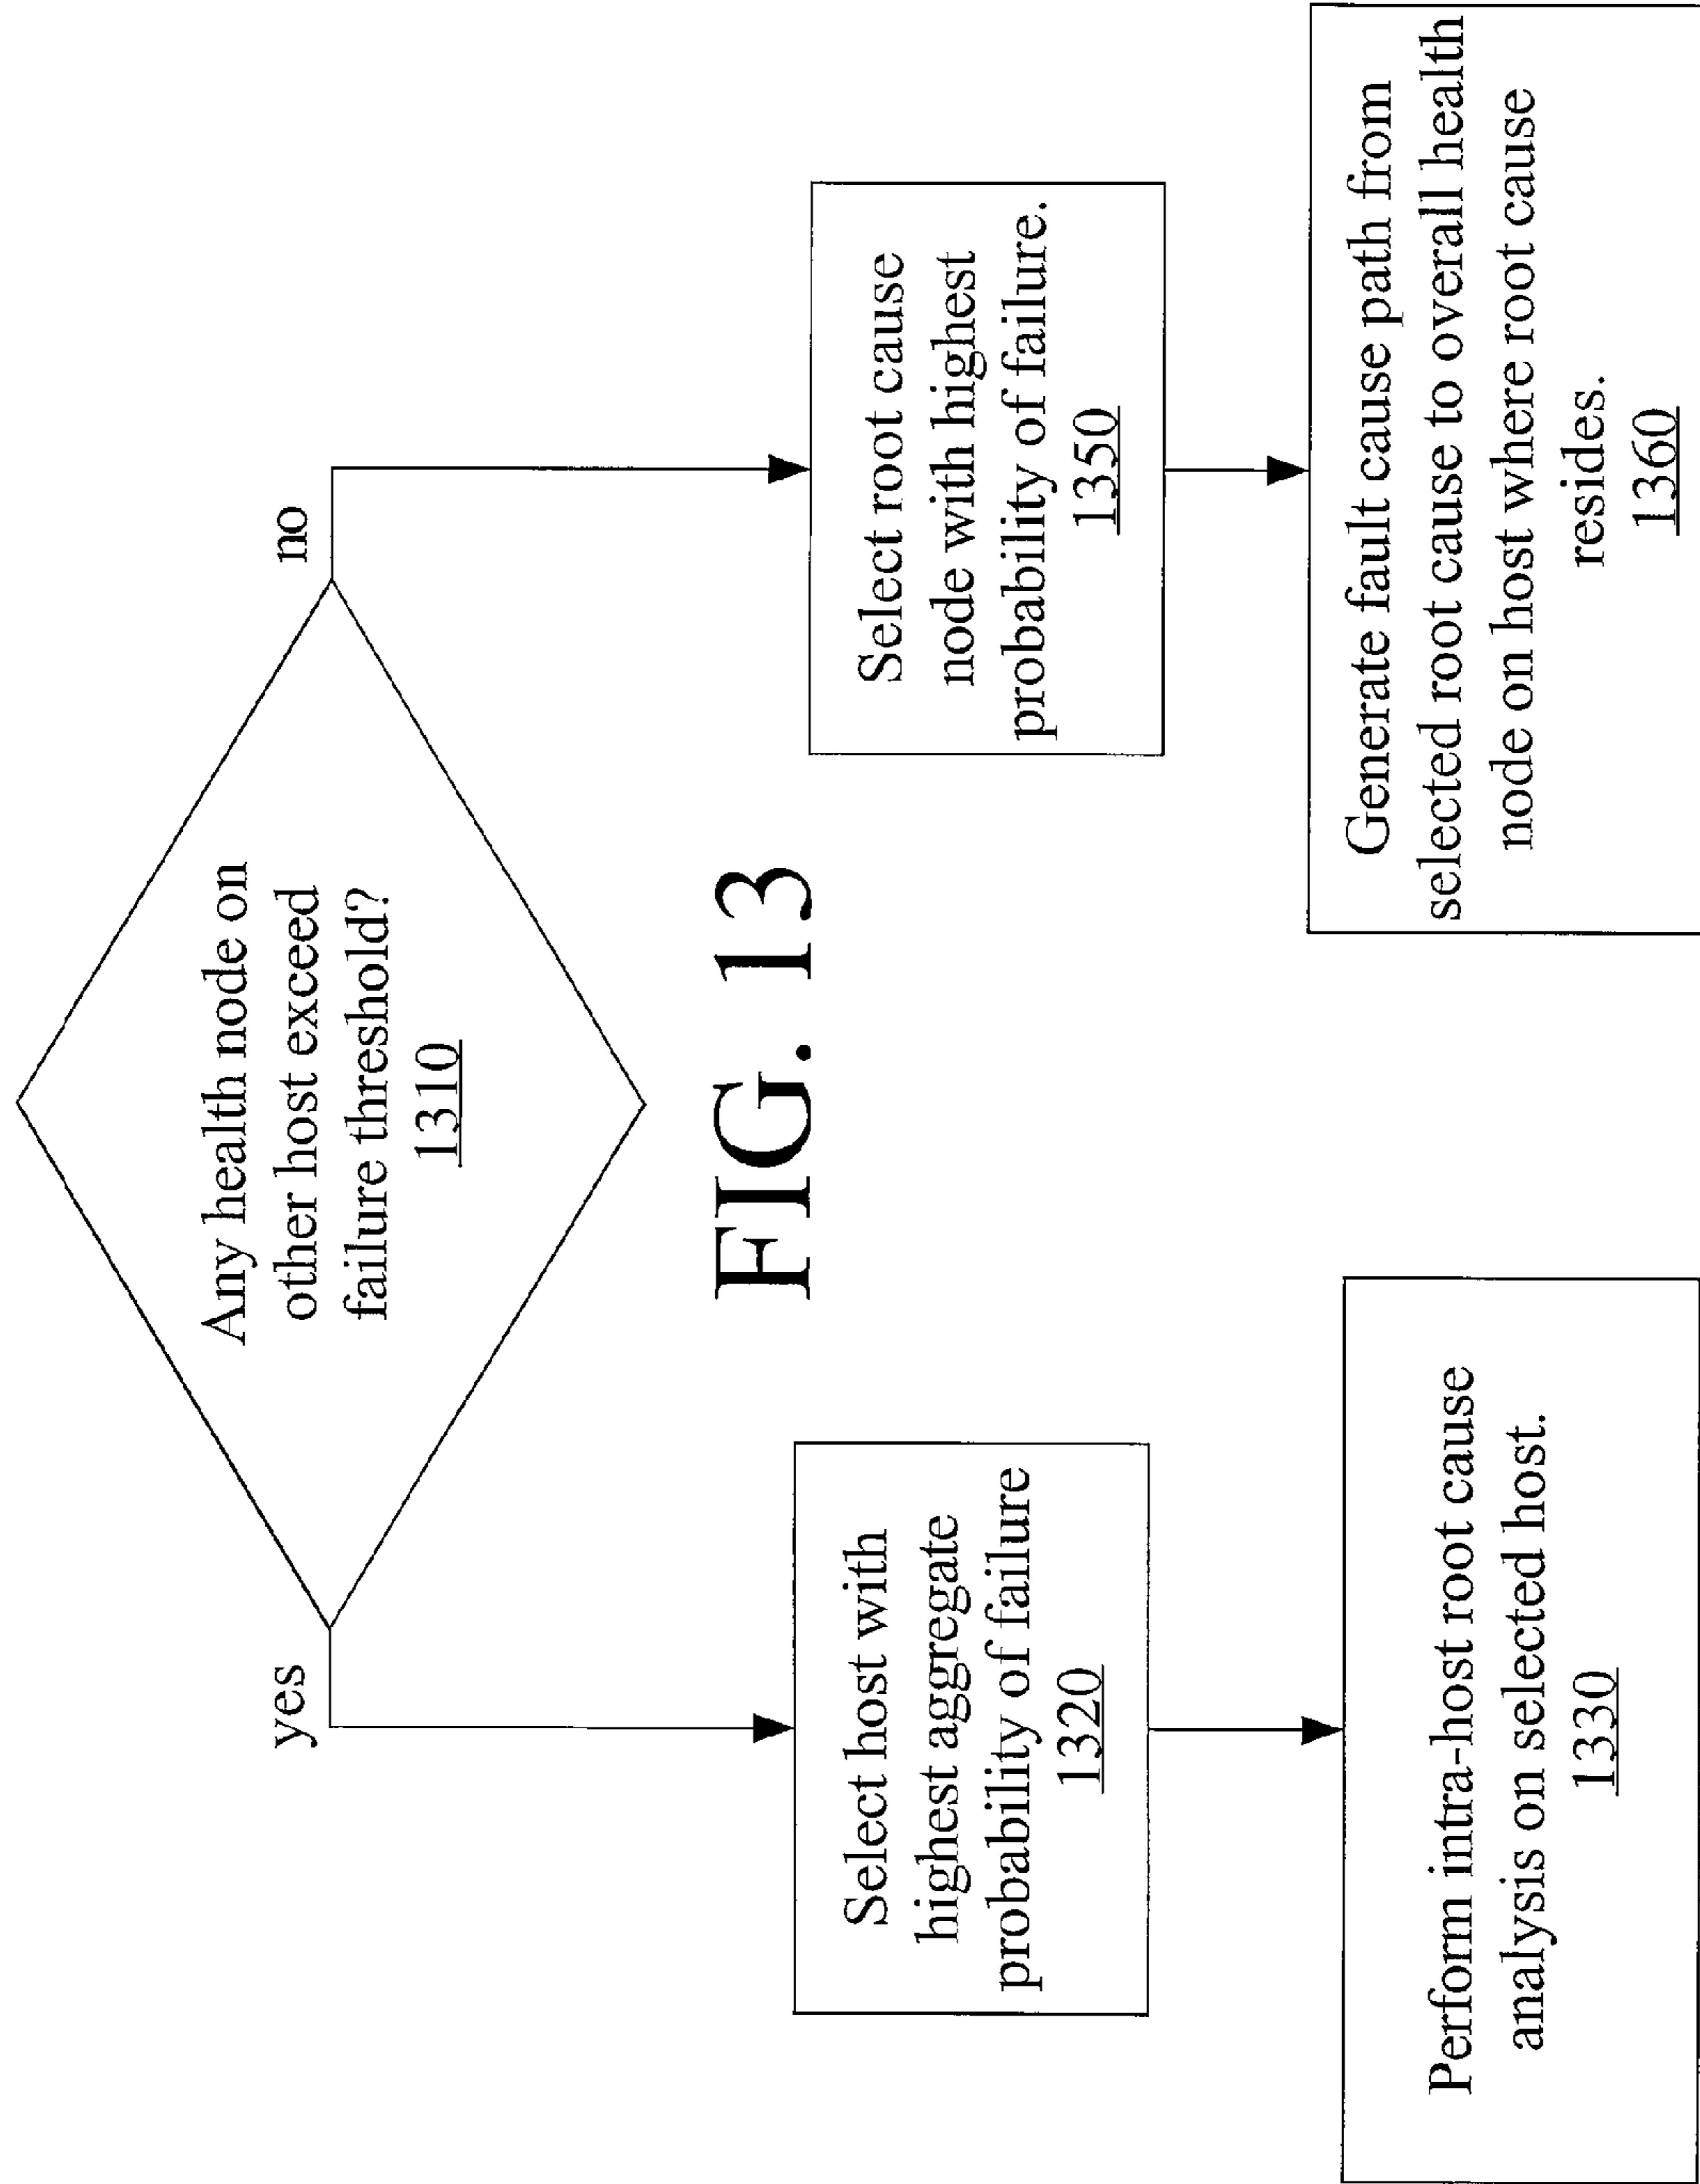 Any health node on
other host exceed
failure threshold?
1310
yes
no
Select host with
highest aggregate
probability of failure
1320
Perform intra-host root cause
analysis on selected host.
1330
Select root cause
node with highest
probability of failure.
1350
Generate fault cause path from
selected root cause to overall health
node on host where root cause
resides.
1360
FIG. 13